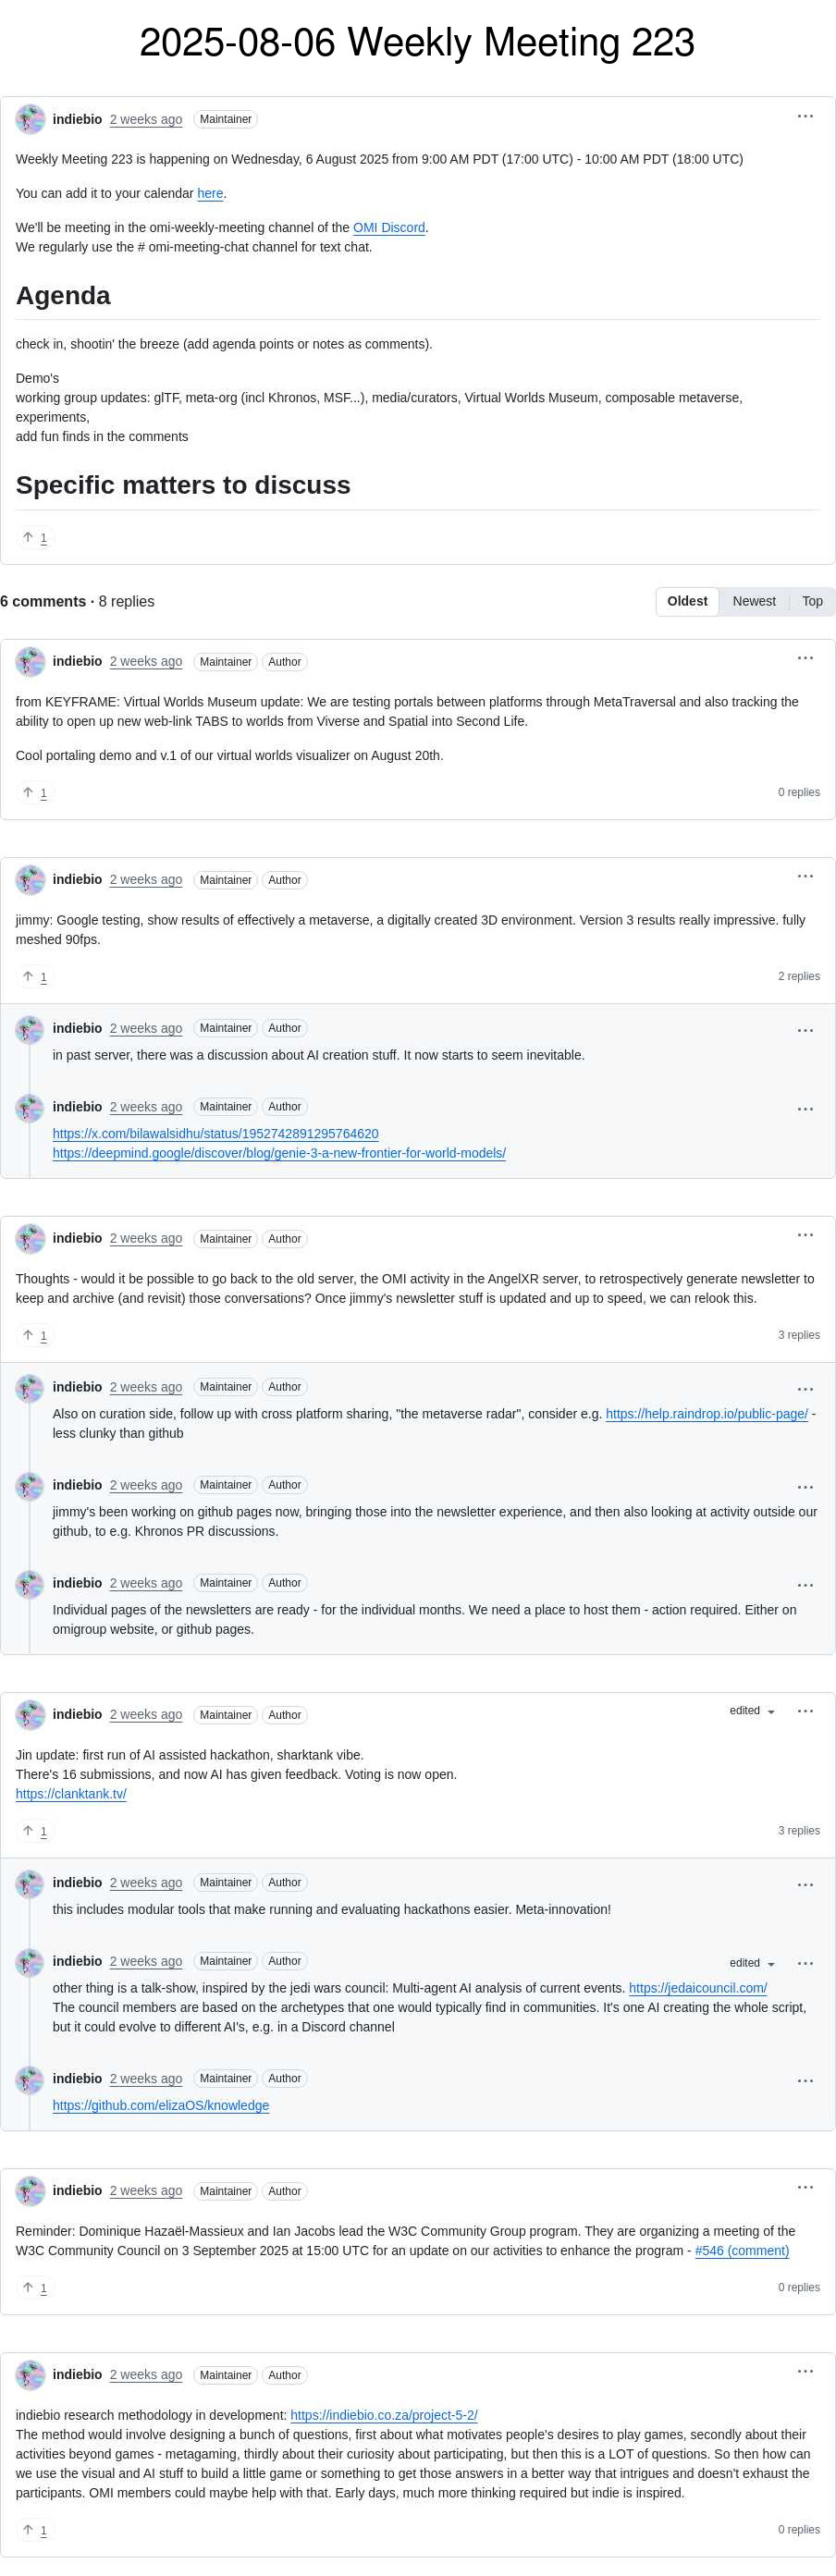 2025-08-06 Weekly Meeting 223
indiebio 2 weeks ago Maintainer
Weekly Meeting 223 is happening on Wednesday, 6 August 2025 from 9:00 AM PDT (17:00 UTC) - 10:00 AM PDT (18:00 UTC)
You can add it to your calendar here.
We'll be meeting in the omi-weekly-meeting channel of the OMI Discord.
We regularly use the # omi-meeting-chat channel for text chat.
Agenda
check in, shootin' the breeze (add agenda points or notes as comments).
Demo's
working group updates: glTF, meta-org (incl Khronos, MSF...), media/curators, Virtual Worlds Museum, composable metaverse,
experiments,
add fun finds in the comments
Specific matters to discuss
1
6 comments · 8 replies
Oldest Newest Top
indiebio 2 weeks ago Maintainer Author
from KEYFRAME: Virtual Worlds Museum update: We are testing portals between platforms through MetaTraversal and also tracking the
ability to open up new web-link TABS to worlds from Viverse and Spatial into Second Life.
Cool portaling demo and v.1 of our virtual worlds visualizer on August 20th.
1 0 replies
indiebio 2 weeks ago Maintainer Author
jimmy: Google testing, show results of effectively a metaverse, a digitally created 3D environment. Version 3 results really impressive. fully
meshed 90fps.
1 2 replies
indiebio 2 weeks ago Maintainer Author
in past server, there was a discussion about AI creation stuff. It now starts to seem inevitable.
indiebio 2 weeks ago Maintainer Author
https://x.com/bilawalsidhu/status/1952742891295764620
https://deepmind.google/discover/blog/genie-3-a-new-frontier-for-world-models/
indiebio 2 weeks ago Maintainer Author
Thoughts - would it be possible to go back to the old server, the OMI activity in the AngelXR server, to retrospectively generate newsletter to
keep and archive (and revisit) those conversations? Once jimmy's newsletter stuff is updated and up to speed, we can relook this.
1 3 replies
indiebio 2 weeks ago Maintainer Author
Also on curation side, follow up with cross platform sharing, "the metaverse radar", consider e.g. https://help.raindrop.io/public-page/ -
less clunky than github
indiebio 2 weeks ago Maintainer Author
jimmy's been working on github pages now, bringing those into the newsletter experience, and then also looking at activity outside our
github, to e.g. Khronos PR discussions.
indiebio 2 weeks ago Maintainer Author
Individual pages of the newsletters are ready - for the individual months. We need a place to host them - action required. Either on
omigroup website, or github pages.
indiebio 2 weeks ago Maintainer Author edited
Jin update: first run of AI assisted hackathon, sharktank vibe.
There's 16 submissions, and now AI has given feedback. Voting is now open.
https://clanktank.tv/
1 3 replies
indiebio 2 weeks ago Maintainer Author
this includes modular tools that make running and evaluating hackathons easier. Meta-innovation!
indiebio 2 weeks ago Maintainer Author edited
other thing is a talk-show, inspired by the jedi wars council: Multi-agent AI analysis of current events. https://jedaicouncil.com/
The council members are based on the archetypes that one would typically find in communities. It's one AI creating the whole script,
but it could evolve to different AI's, e.g. in a Discord channel
indiebio 2 weeks ago Maintainer Author
https://github.com/elizaOS/knowledge
indiebio 2 weeks ago Maintainer Author
Reminder: Dominique Hazaël-Massieux and Ian Jacobs lead the W3C Community Group program. They are organizing a meeting of the
W3C Community Council on 3 September 2025 at 15:00 UTC for an update on our activities to enhance the program - #546 (comment)
1 0 replies
indiebio 2 weeks ago Maintainer Author
indiebio research methodology in development: https://indiebio.co.za/project-5-2/
The method would involve designing a bunch of questions, first about what motivates people's desires to play games, secondly about their
activities beyond games - metagaming, thirdly about their curiosity about participating, but then this is a LOT of questions. So then how can
we use the visual and AI stuff to build a little game or something to get those answers in a better way that intrigues and doesn't exhaust the
participants. OMI members could maybe help with that. Early days, much more thinking required but indie is inspired.
1 0 replies